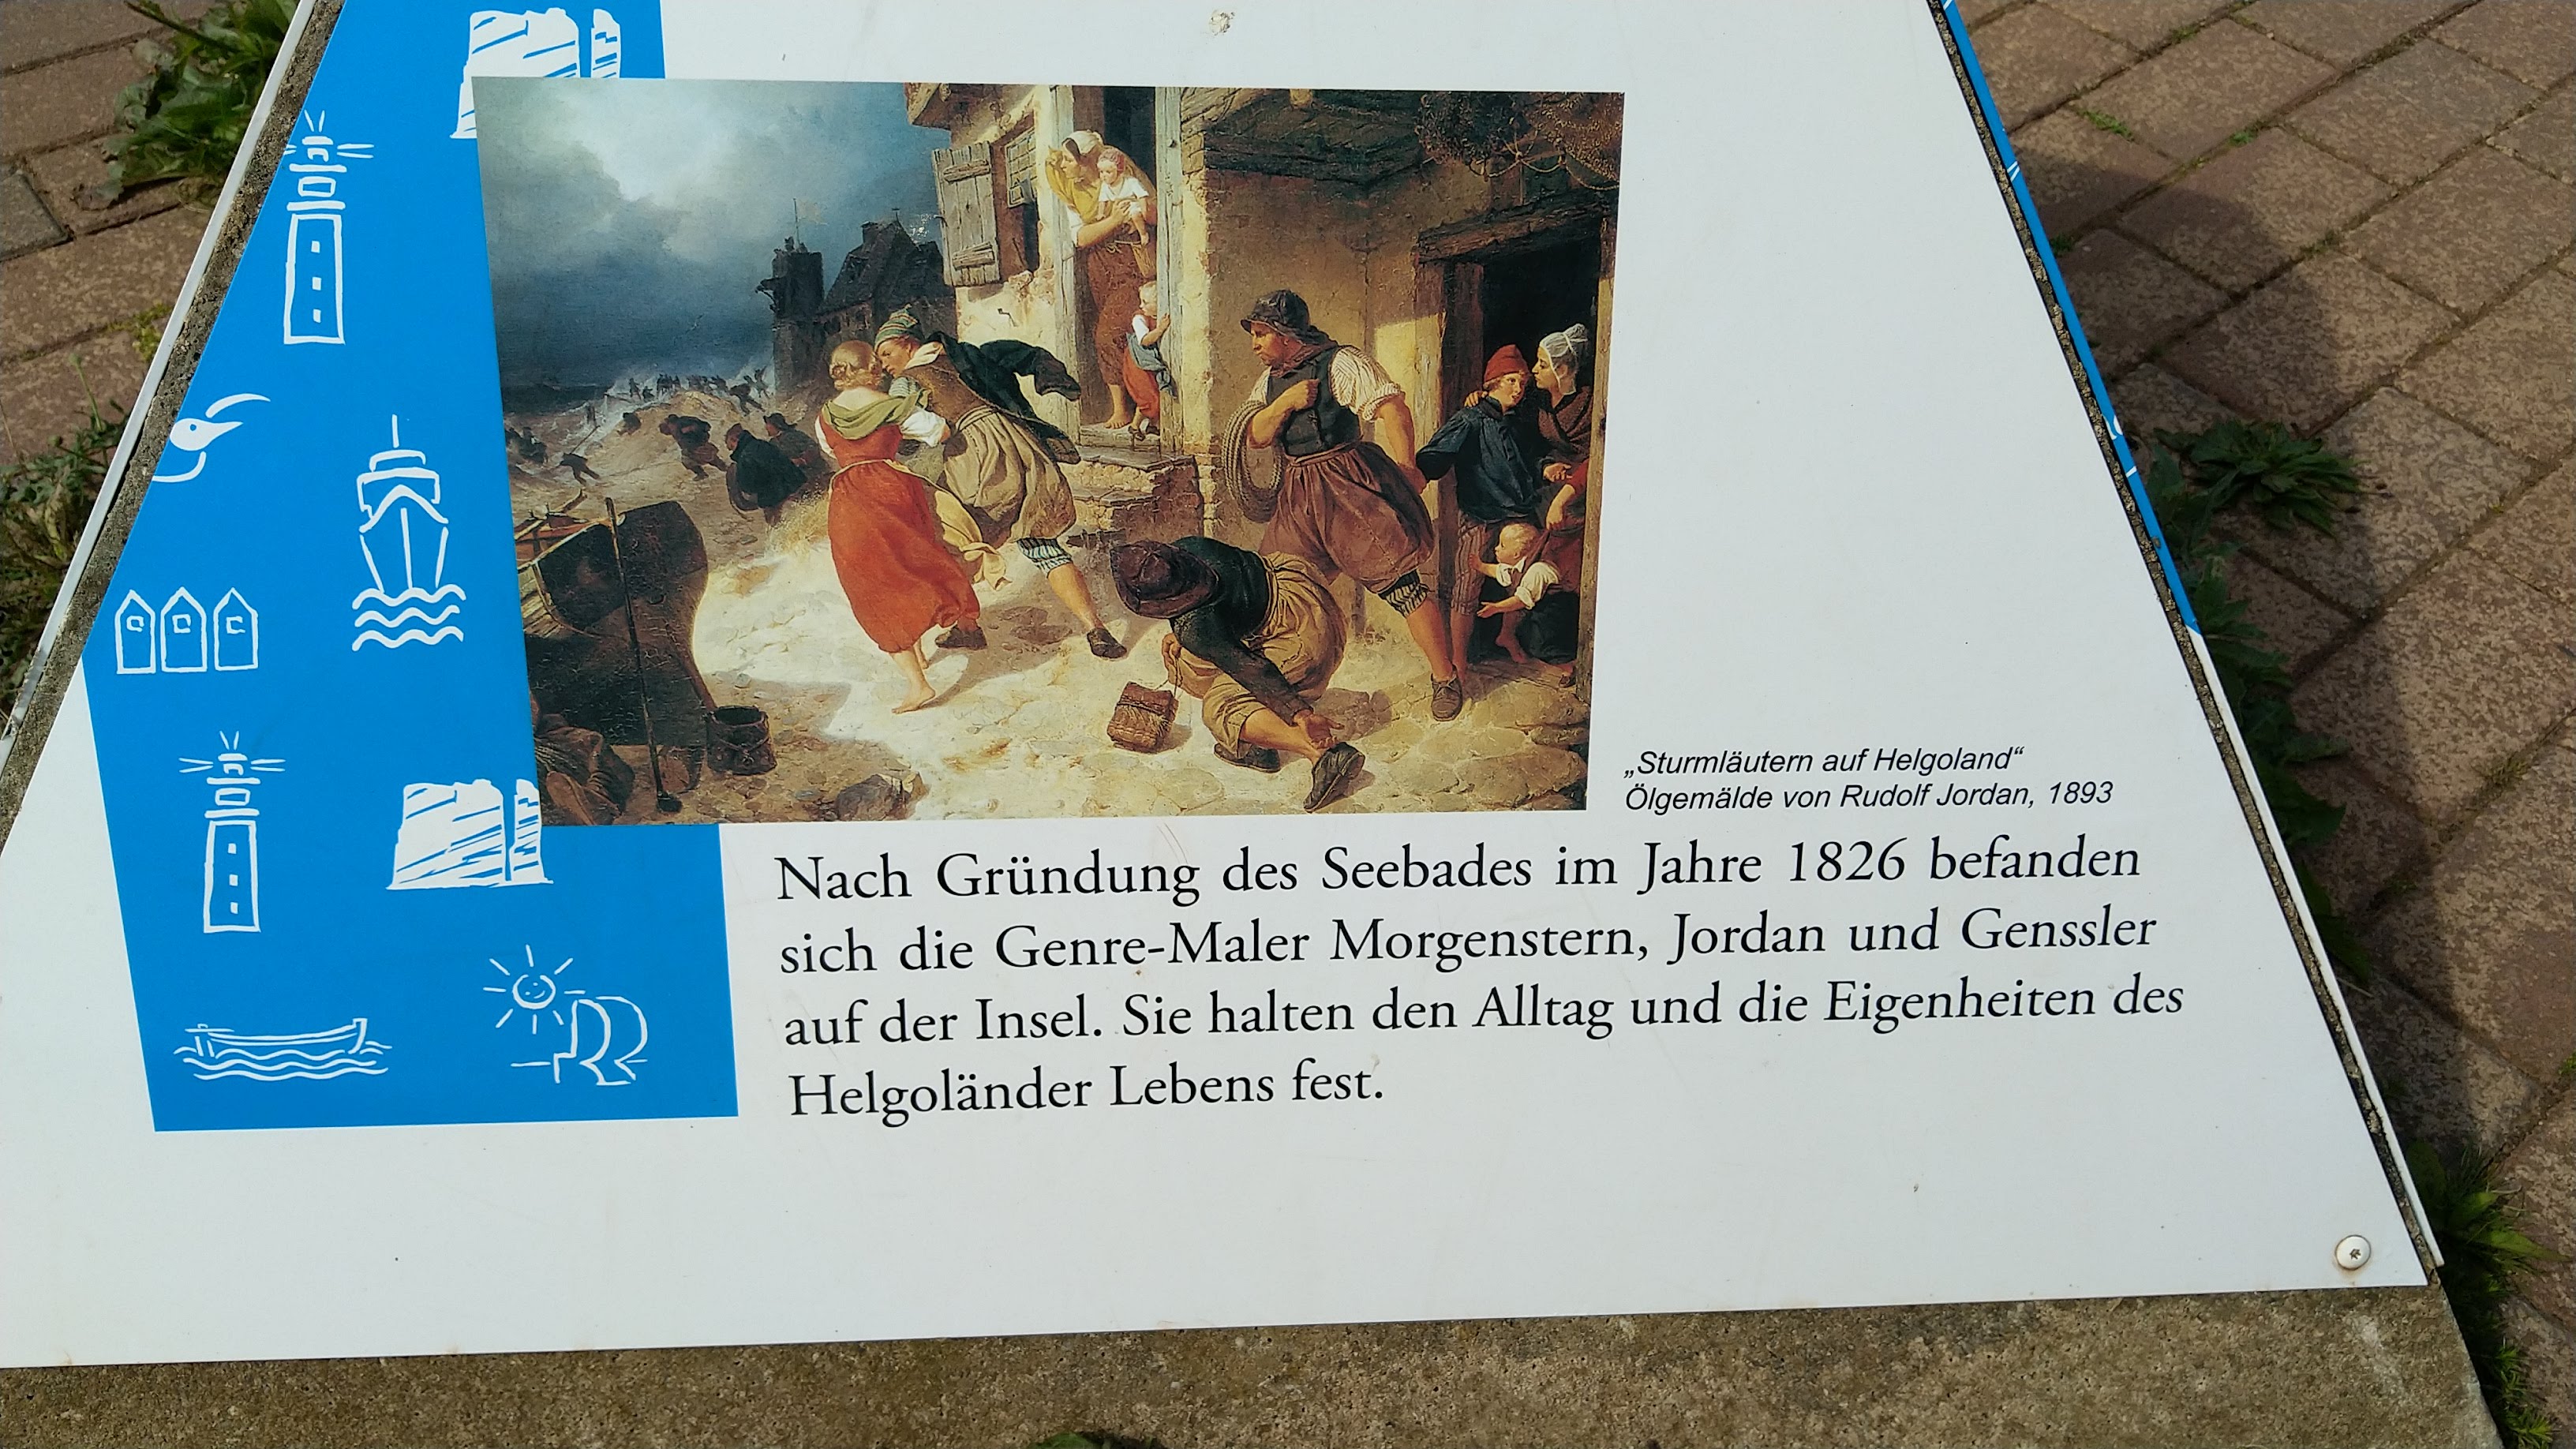 „Sturmläutern auf Helgoland“
Ölgemälde von Rudolf Jordan, 1893
Nach Gründung des Seebades im Jahre 1826 befanden
sich die Genre-Maler Morgenstern, Jordan und Genssler
auf der Insel. Sie halten den Alltag und die Eigenheiten des
Helgoländer Lebens fest.